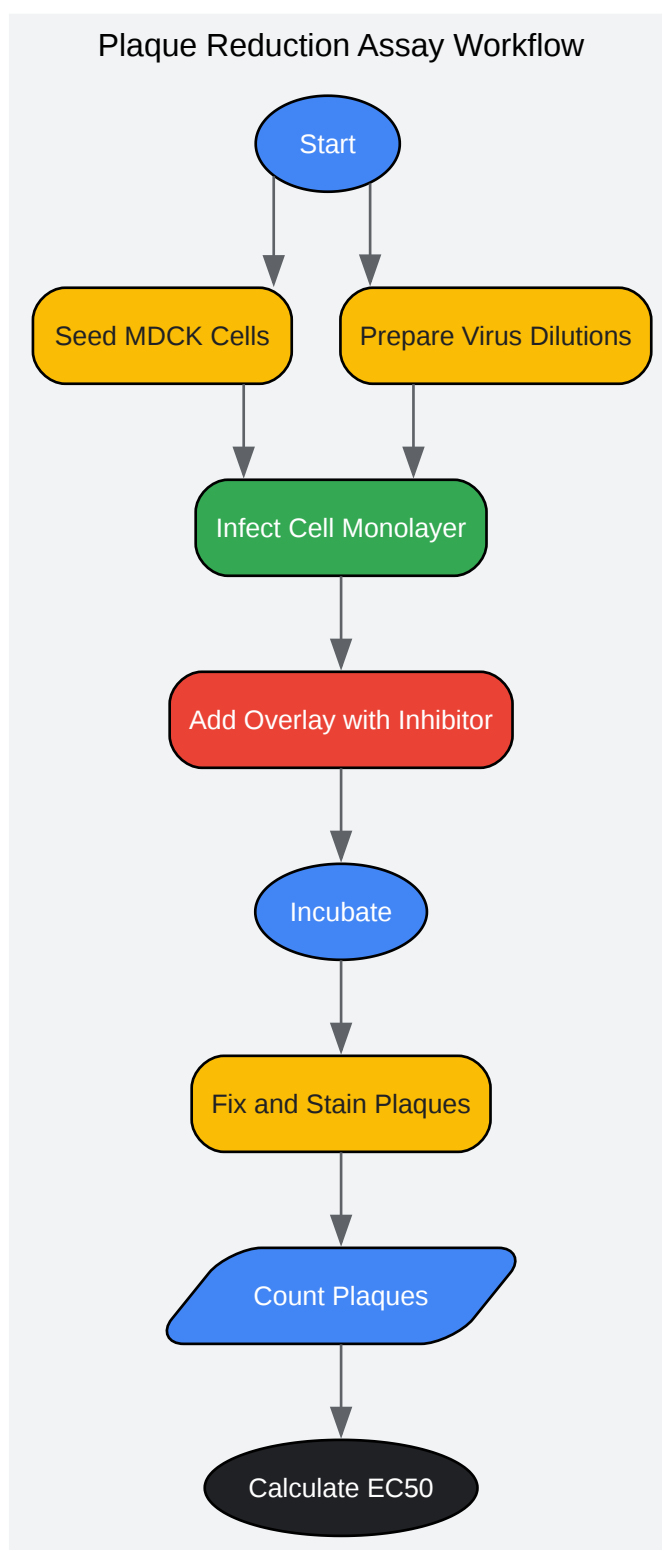 Plaque Reduction Assay Workflow
Start
Seed MDCK Cells
Prepare Virus Dilutions
Infect Cell Monolayer
Add Overlay with Inhibitor
Incubate
Fix and Stain Plaques
Count Plaques
Calculate EC50